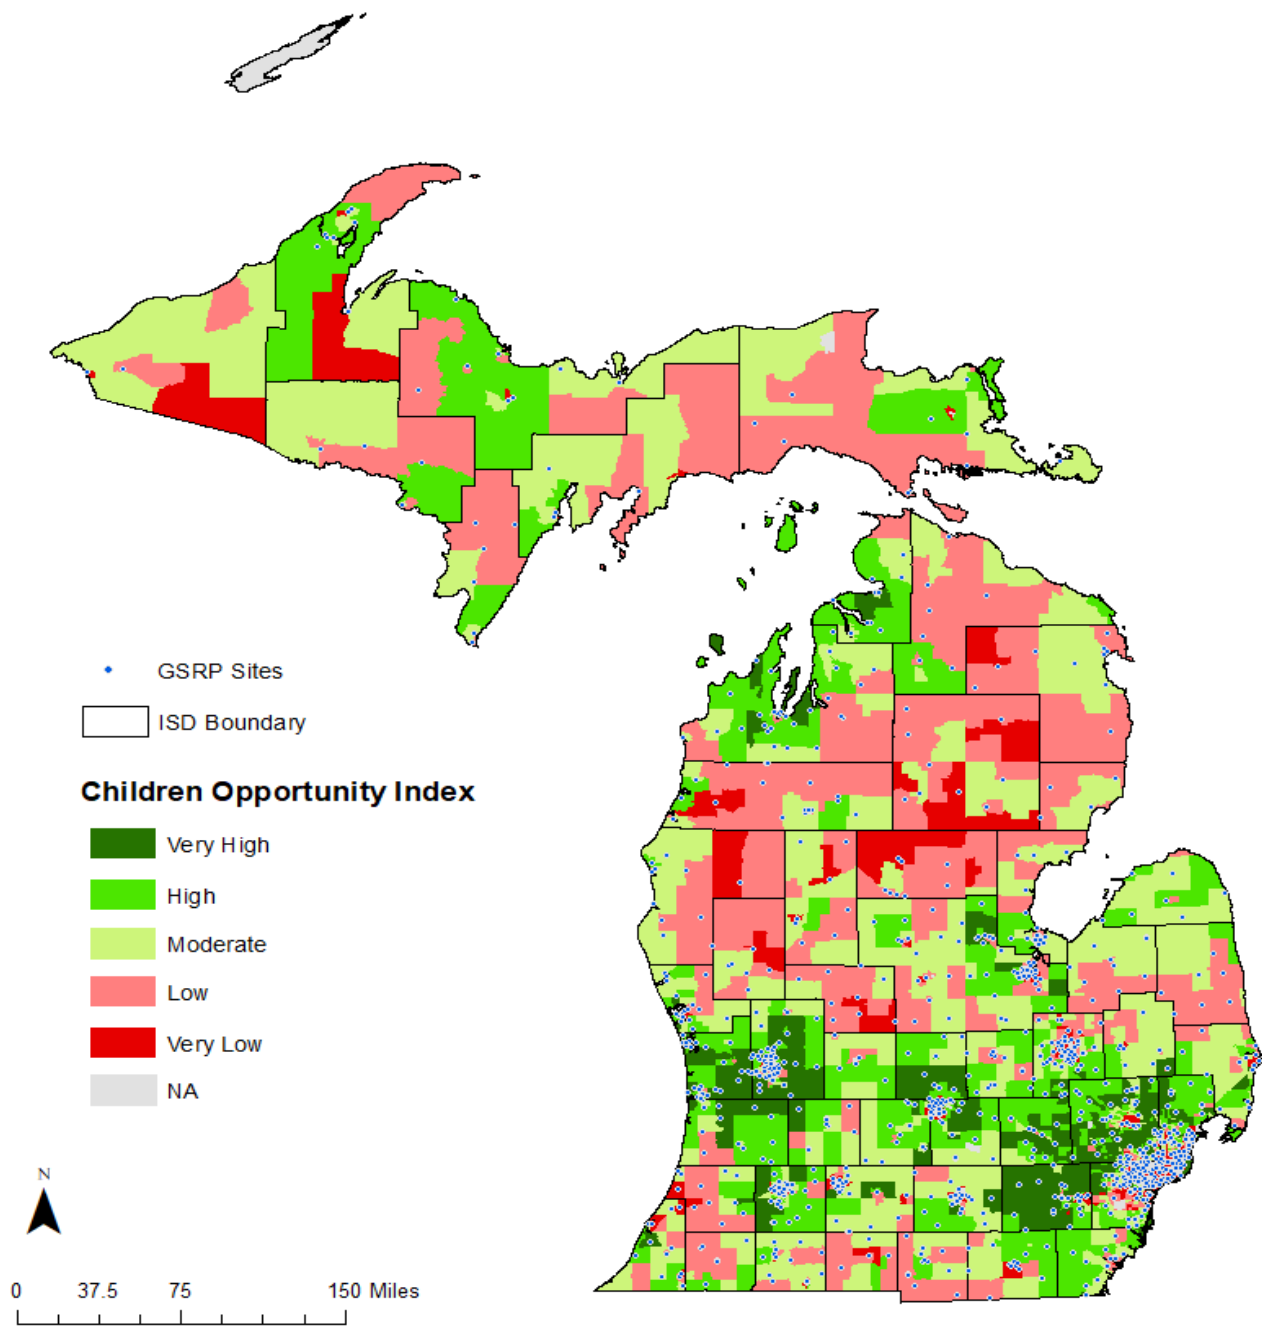 GSRP Sites
ISD Boundary
Children Opportunity Index
Very High
High
Moderate
Low
Very Low
NA
N
0 37.5 75 150 Miles